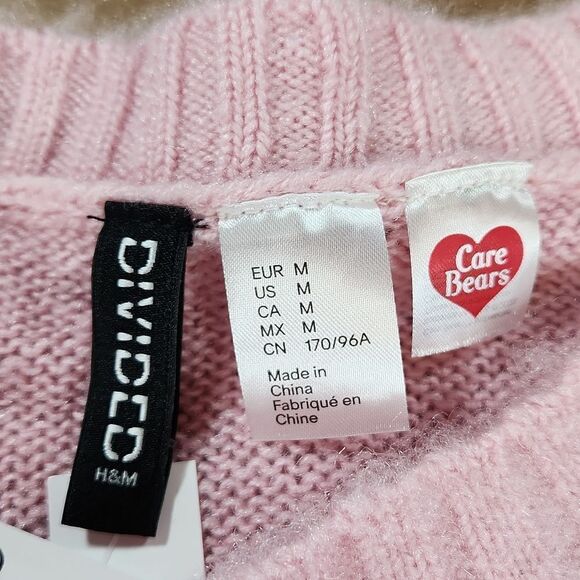 DIVIDED
H&M
EUR M
US M
CA M
MX M
CN 170/96A
Made in
China
Fabriqué en
Chine
Care
Bears